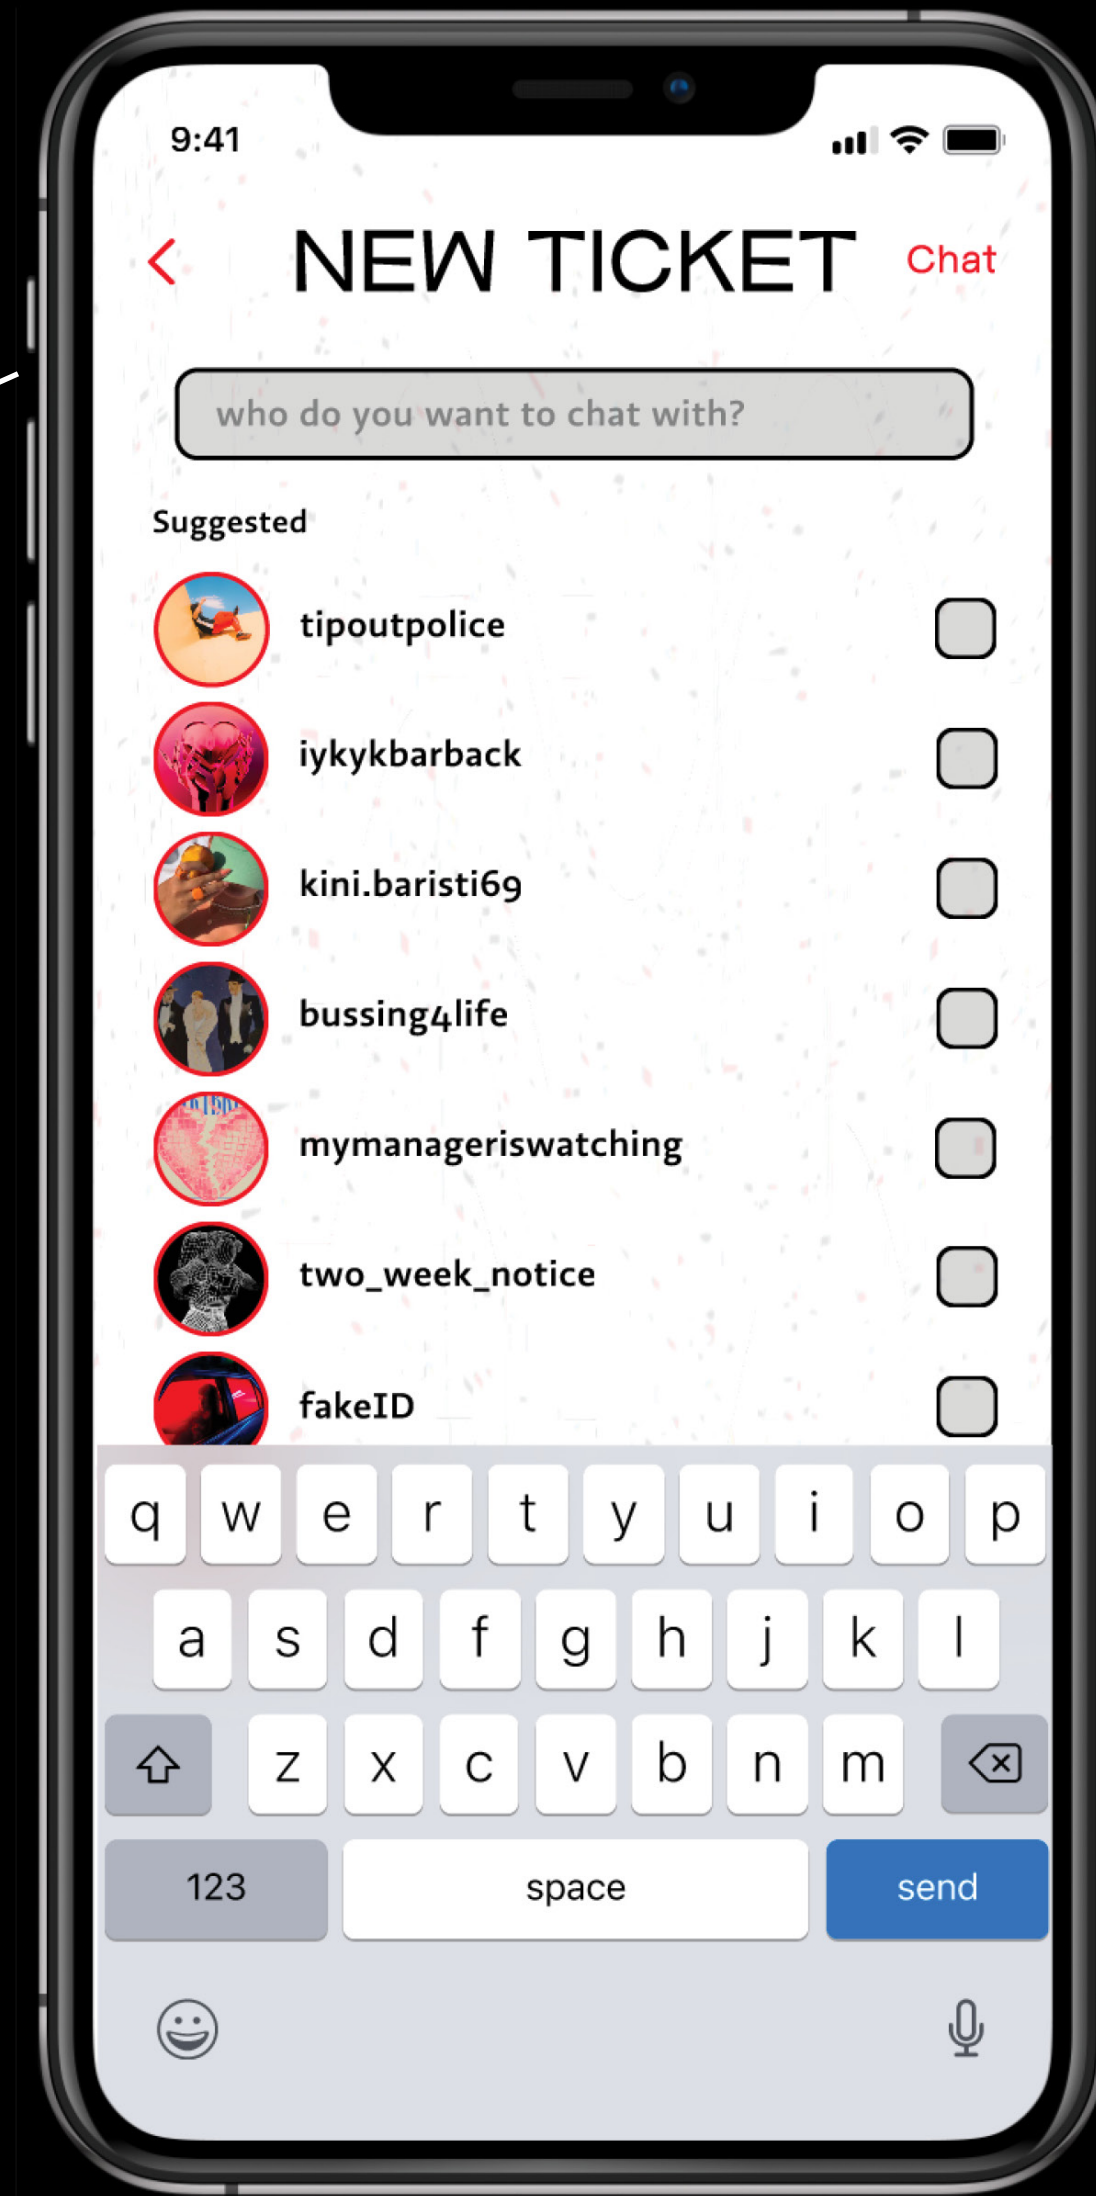 9:41
NEW TICKET Chat
who do you want to chat with?
Suggested
tipoutpolice
iykykbarback
kini.baristi69
bussing4life
mymanageriswatching
two_week_notice
fakeID
q w e r t y u i o p
a s d f g h j k l
z x c v b n m
123 space send